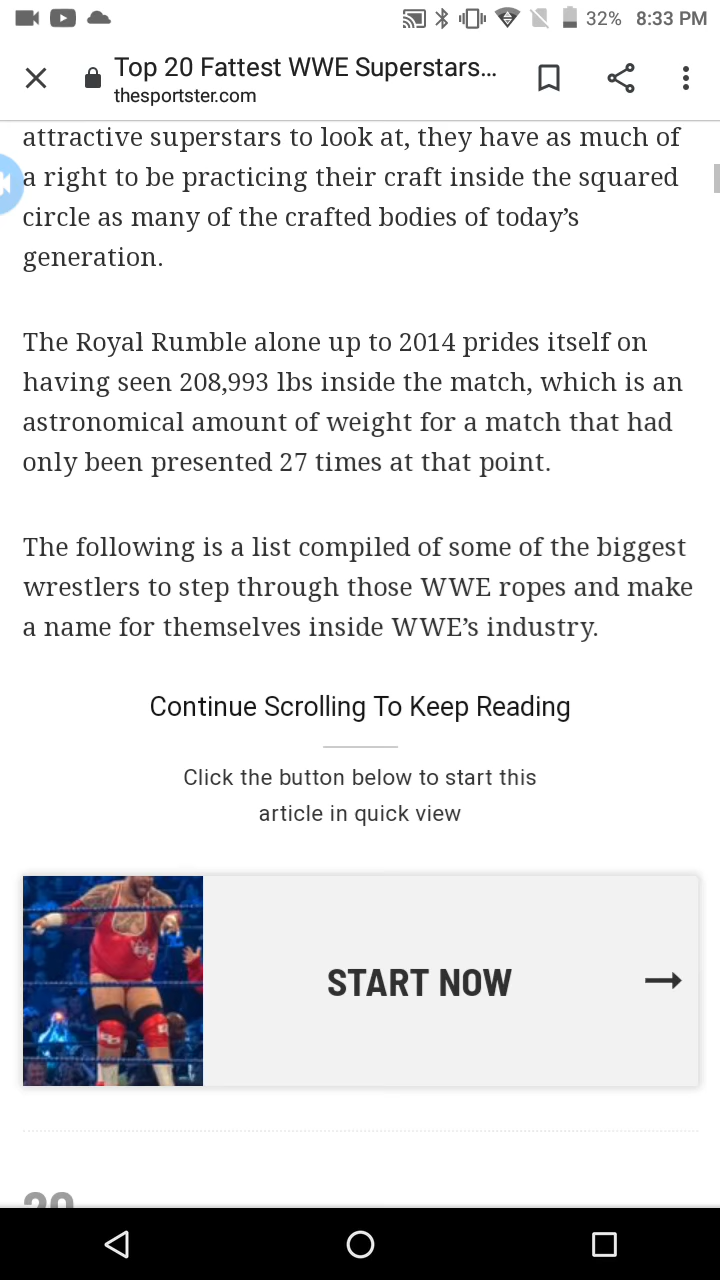 32% 8:33 PM
Top 20 Fattest WWE Superstars...
thesportster.com
attractive superstars to look at, they have as much of
a right to be practicing their craft inside the squared
circle as many of the crafted bodies of today’s
generation.
The Royal Rumble alone up to 2014 prides itself on
having seen 208,993 lbs inside the match, which is an
astronomical amount of weight for a match that had
only been presented 27 times at that point.
The following is a list compiled of some of the biggest
wrestlers to step through those WWE ropes and make
a name for themselves inside WWE’s industry.
Continue Scrolling To Keep Reading
Click the button below to start this
article in quick view
START NOW
20